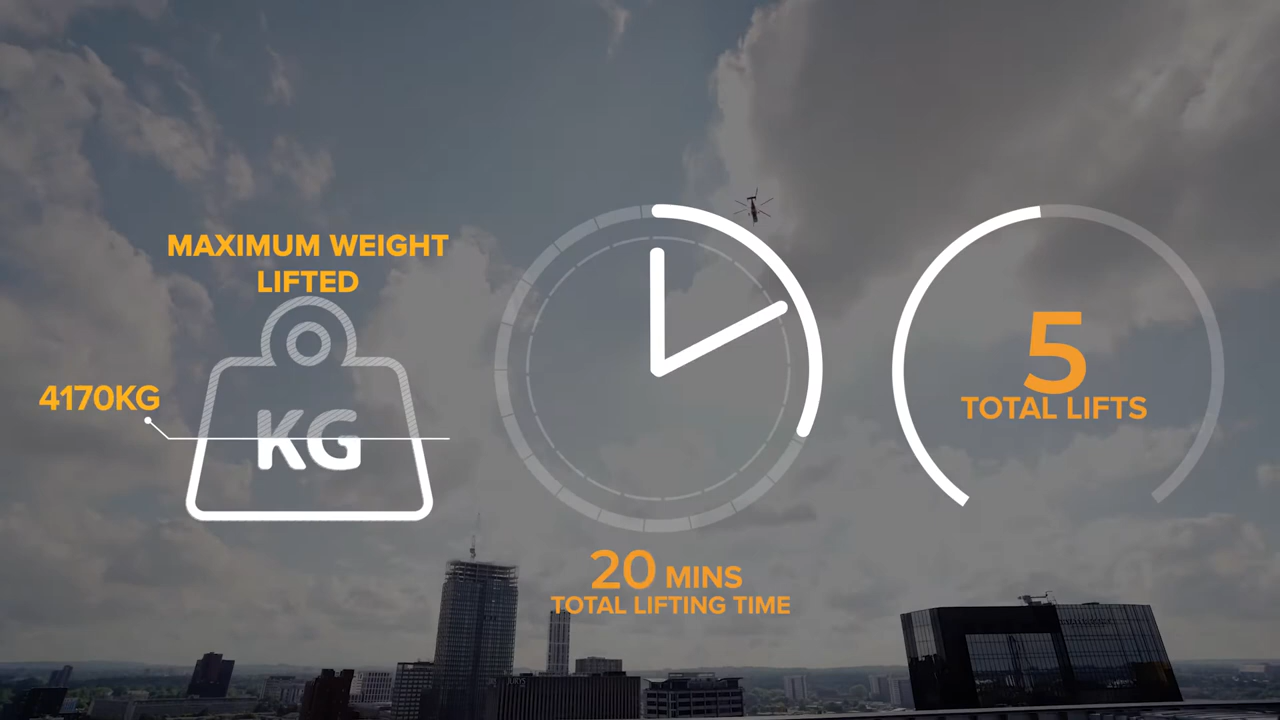 MAXIMUM WEIGHT
LIFTED
4170KG
KG
20 MINS
TOTAL LIFTING TIME
5
TOTAL LIFTS